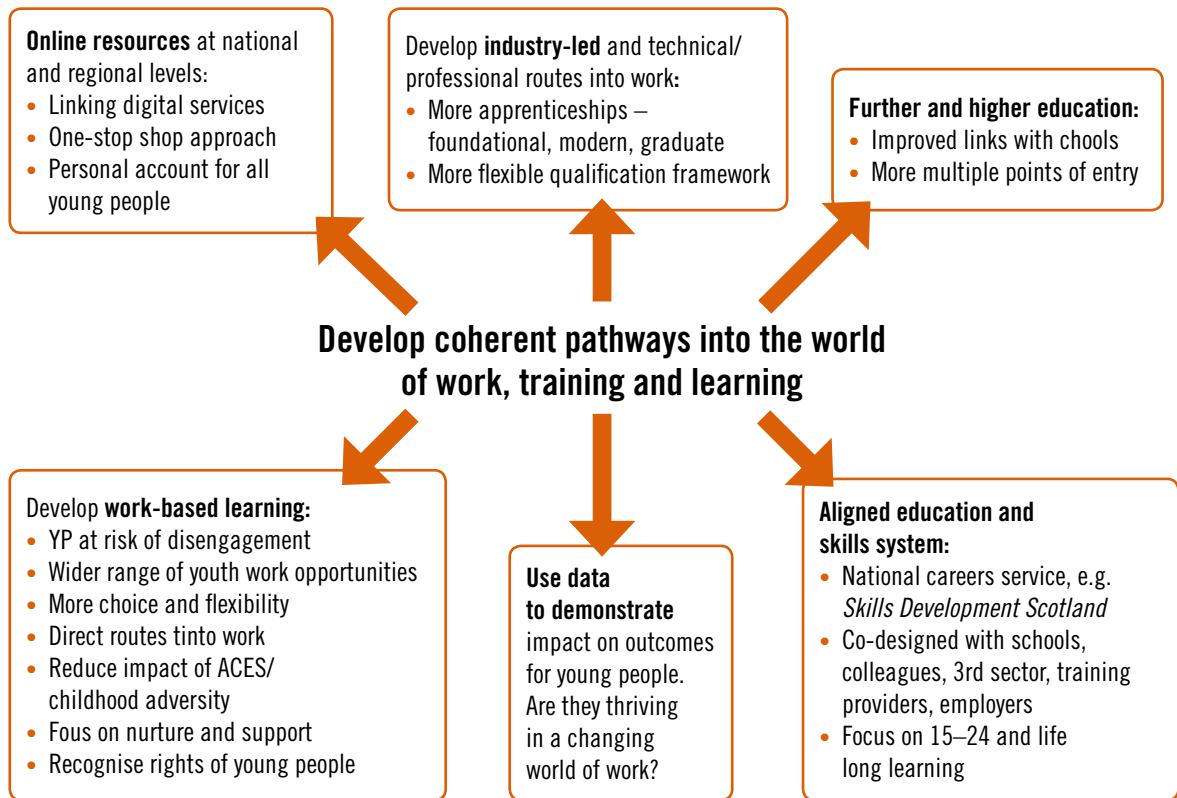 Online resources at national
and regional levels:
• Linking digital services
• One-stop shop approach
• Personal account for all
young people
Develop industry-led and technical/
professional routes into work:
• More apprenticeships –
foundational, modern, graduate
• More flexible qualification framework
Further and higher education:
• Improved links with chools
• More multiple points of entry
Develop coherent pathways into the world
of work, training and learning
Develop work-based learning:
• YP at risk of disengagement
• Wider range of youth work opportunities
• More choice and flexibility
• Direct routes tinto work
• Reduce impact of ACES/
childhood adversity
• Fous on nurture and support
• Recognise rights of young people
Use data
to demonstrate
impact on outcomes
for young people.
Are they thriving
in a changing
world of work?
Aligned education and
skills system:
• National careers service, e.g.
Skills Development Scotland
• Co-designed with schools,
colleagues, 3rd sector, training
providers, employers
• Focus on 15–24 and life
long learning